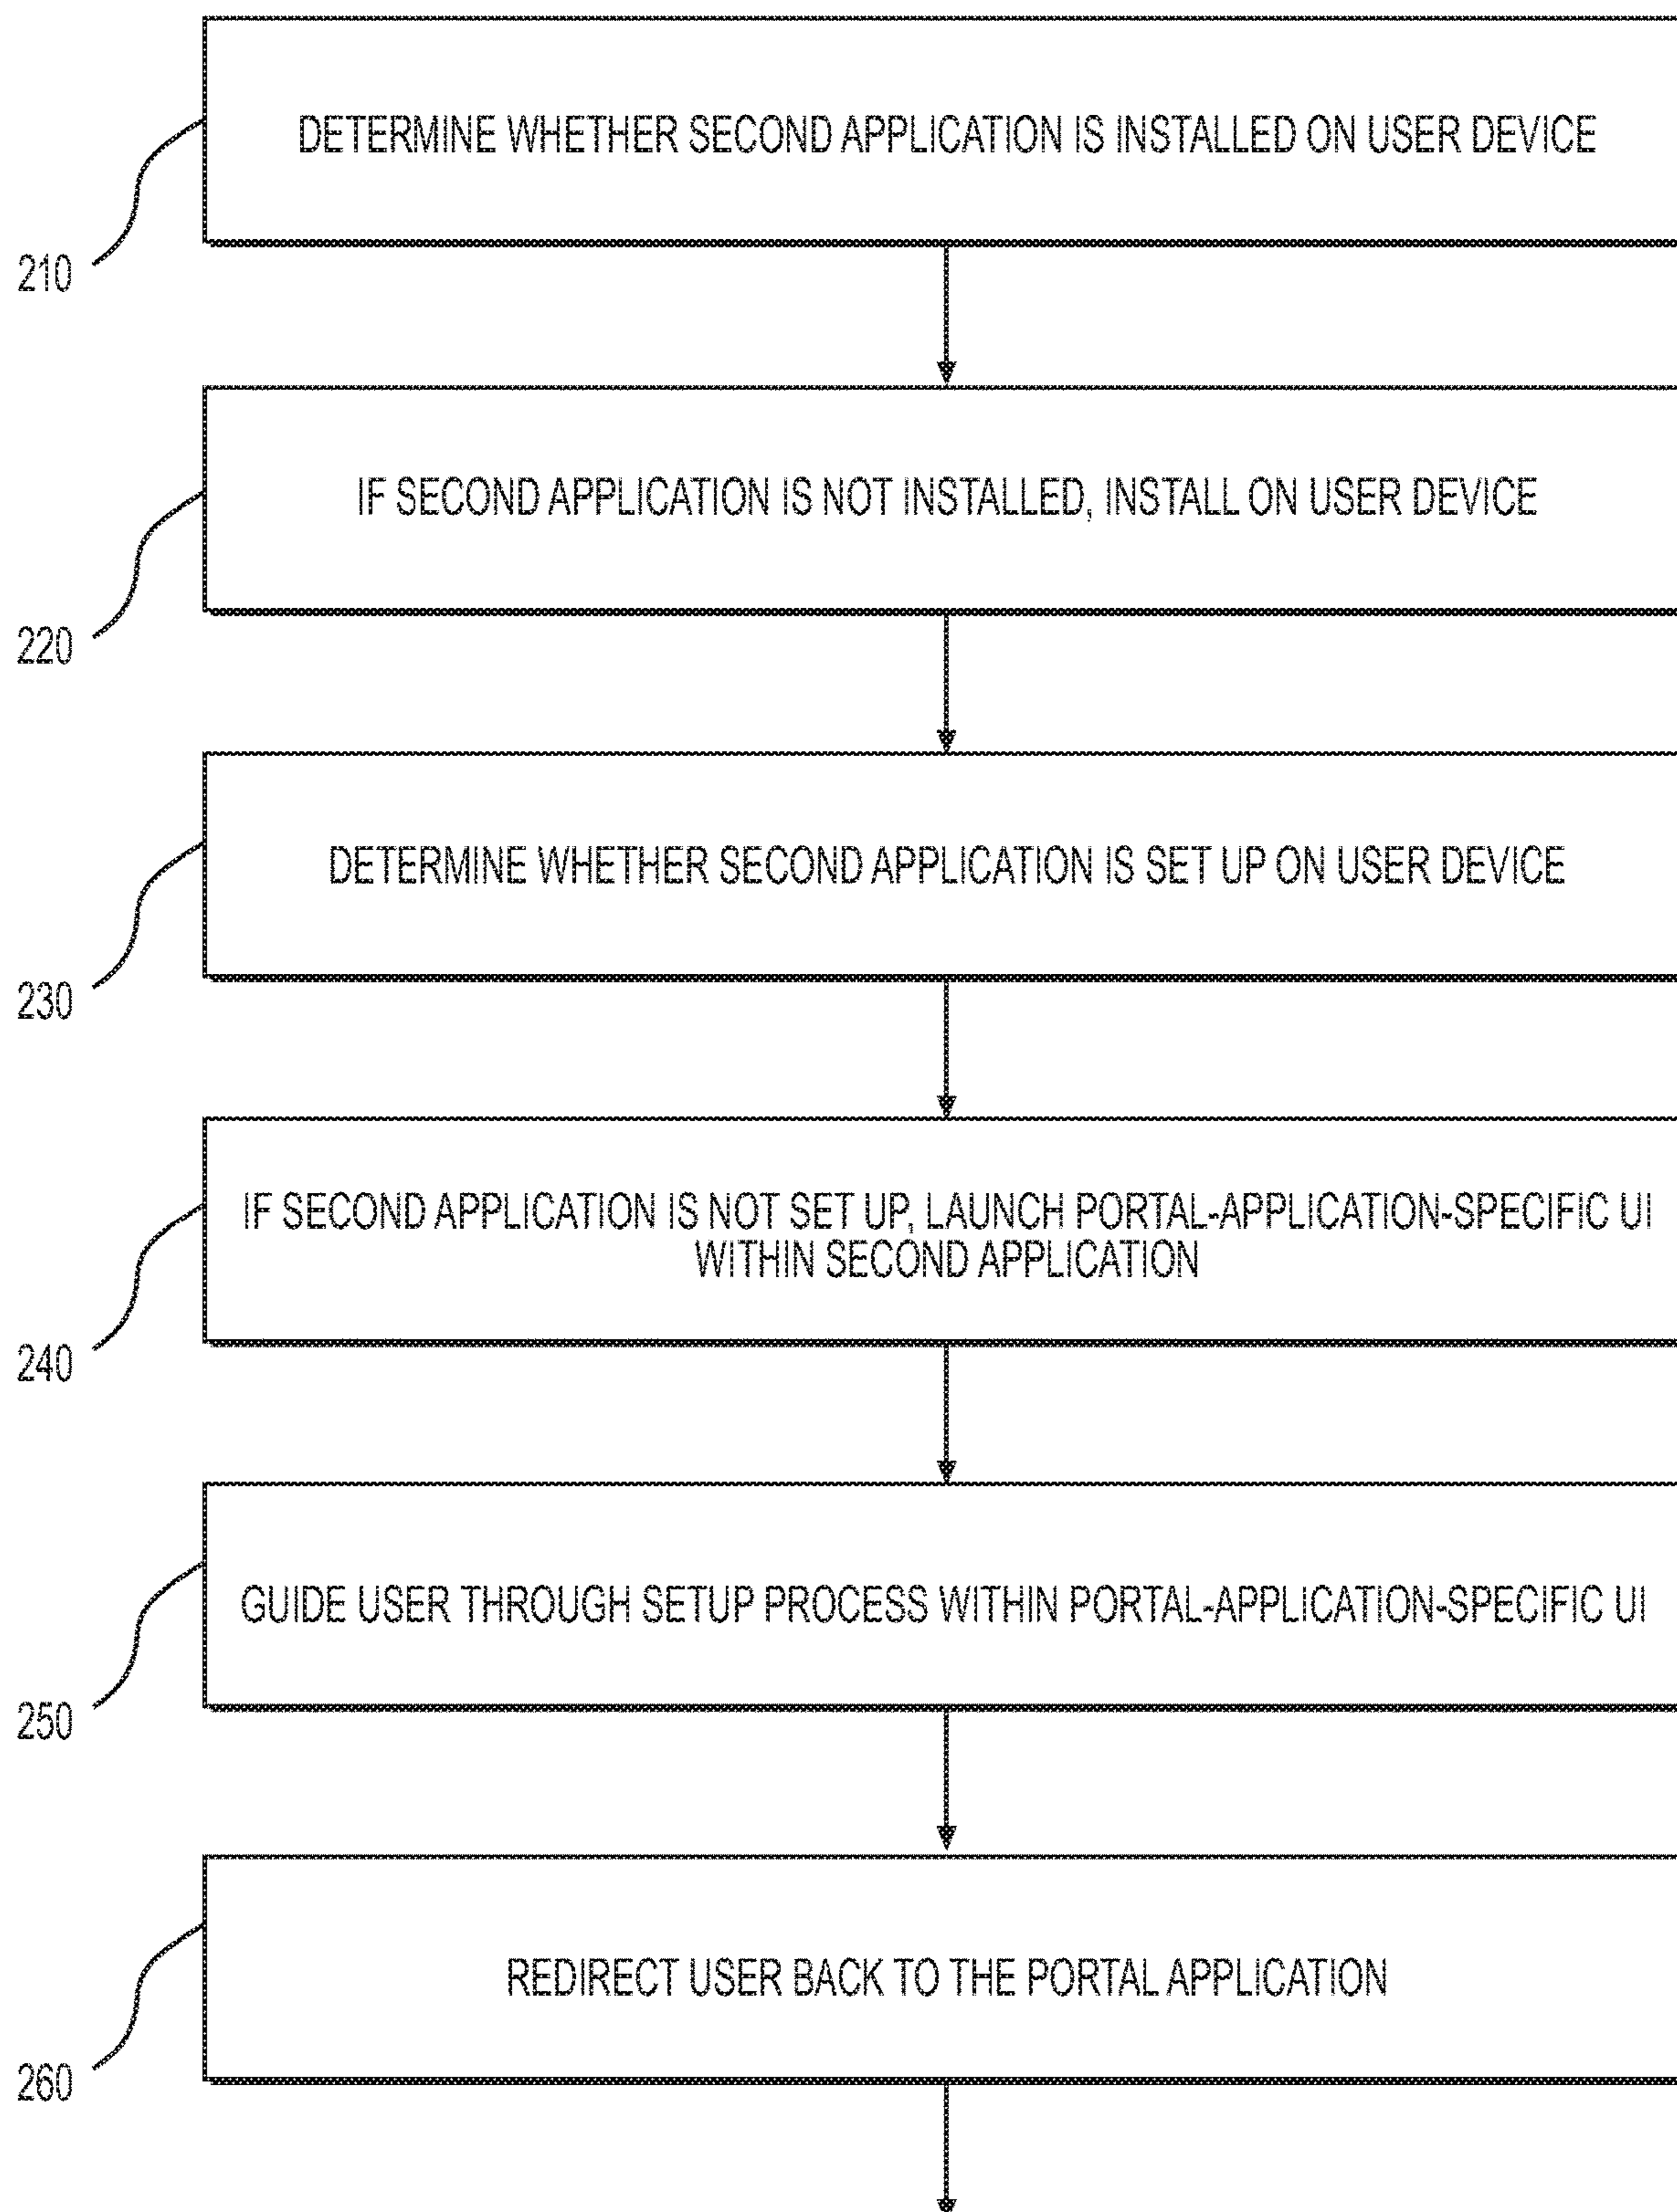 DETERMINE WHETHER SECOND APPLICATION IS INSTALLED ON USER DEVICE
210
IF SECOND APPLICATION IS NOT INSTALLED, INSTALL ON USER DEVICE
220
DETERMINE WHETHER SECOND APPLICATION IS SET UP ON USER DEVICE
230
IF SECOND APPLICATION IS NOT SET UP, LAUNCH PORTAL-APPLICATION-SPECIFIC UI
WITHIN SECOND APPLICATION
240
GUIDE USER THROUGH SETUP PROCESS WITHIN PORTAL-APPLICATION-SPECIFIC UI
250
REDIRECT USER BACK TO THE PORTAL APPLICATION
260